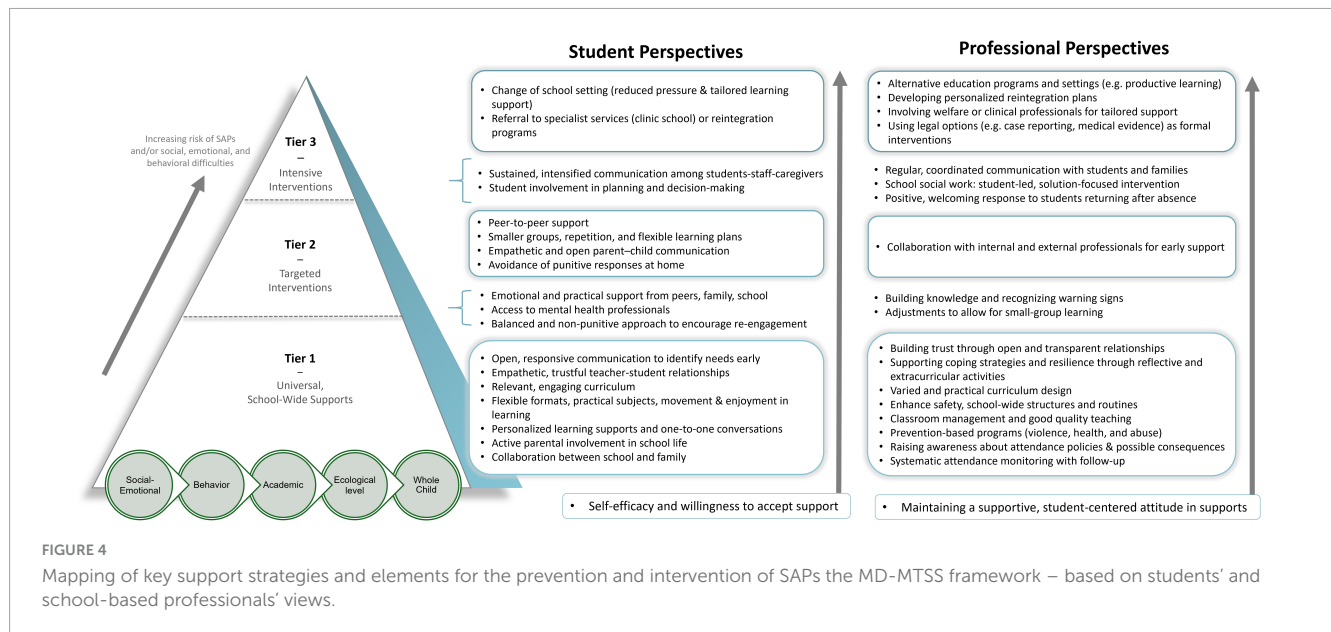 Student Perspectives
Professional Perspectives
Increasing risk of SAPs
and/or social, emotional, and
behavioral difficulties
Tier 3
–
Intensive
Interventions
Tier 2
–
Targeted
Interventions
Tier 1
–
Universal,
School-Wide Supports
Social-
Emotional
Behavior
Academic
Ecological
level
Whole
Child
• Change of school setting (reduced pressure & tailored learning
support)
• Referral to specialist services (clinic school) or reintegration
programs
• Sustained, intensified communication among students-staff-caregivers
• Student involvement in planning and decision-making
• Peer-to-peer support
• Smaller groups, repetition, and flexible learning plans
• Empathetic and open parent–child communication
• Avoidance of punitive responses at home
• Emotional and practical support from peers, family, school
• Access to mental health professionals
• Balanced and non-punitive approach to encourage re-engagement
• Open, responsive communication to identify needs early
• Empathetic, trustful teacher-student relationships
• Relevant, engaging curriculum
• Flexible formats, practical subjects, movement & enjoyment in
learning
• Personalized learning supports and one-to-one conversations
• Active parental involvement in school life
• Collaboration between school and family
• Self-efficacy and willingness to accept support
• Alternative education programs and settings (e.g. productive learning)
• Developing personalized reintegration plans
• Involving welfare or clinical professionals for tailored support
• Using legal options (e.g. case reporting, medical evidence) as formal
interventions
• Regular, coordinated communication with students and families
• School social work: student-led, solution-focused intervention
• Positive, welcoming response to students returning after absence
• Collaboration with internal and external professionals for early support
• Building knowledge and recognizing warning signs
• Adjustments to allow for small-group learning
• Building trust through open and transparent relationships
• Supporting coping strategies and resilience through reflective and
extracurricular activities
• Varied and practical curriculum design
• Enhance safety, school-wide structures and routines
• Classroom management and good quality teaching
• Prevention-based programs (violence, health, and abuse)
• Raising awareness about attendance policies & possible consequences
• Systematic attendance monitoring with follow-up
• Maintaining a supportive, student-centered attitude in supports
FIGURE 4
Mapping of key support strategies and elements for the prevention and intervention of SAPs the MD-MTSS framework – based on students' and
school-based professionals' views.